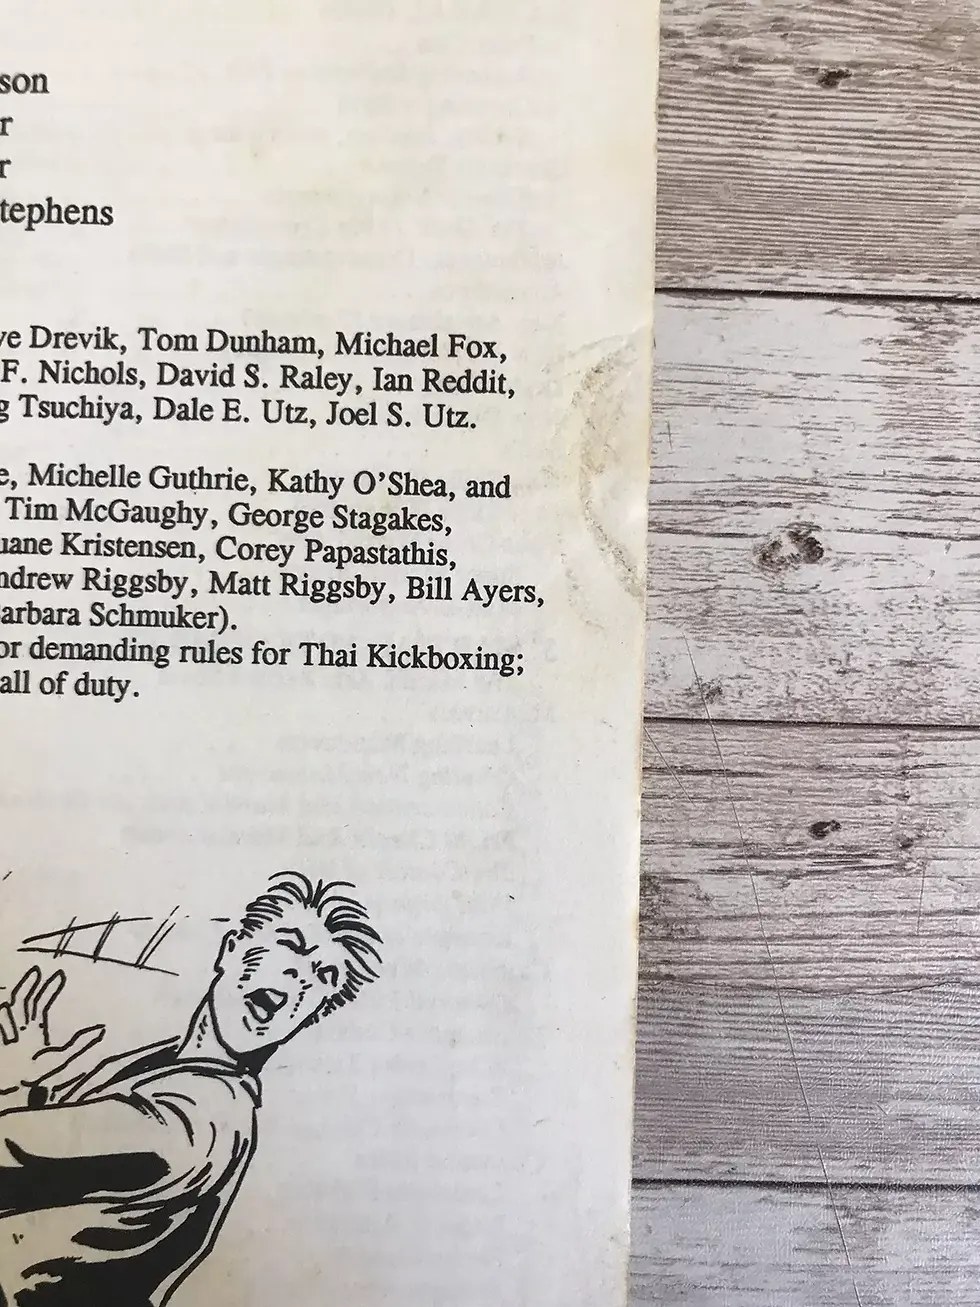 son
r
r
tephens
ve Drevik, Tom Dunham, Michael Fox,
F. Nichols, David S. Raley, Ian Reddit,
g Tsuchiya, Dale E. Utz, Joel S. Utz.
e, Michelle Guthrie, Kathy O'Shea, and
Tim McGaughy, George Stagakes,
uane Kristensen, Corey Papastathis,
ndrew Riggsby, Matt Riggsby, Bill Ayers,
arbara Schmuker).
or demanding rules for Thai Kickboxing;
all of duty.